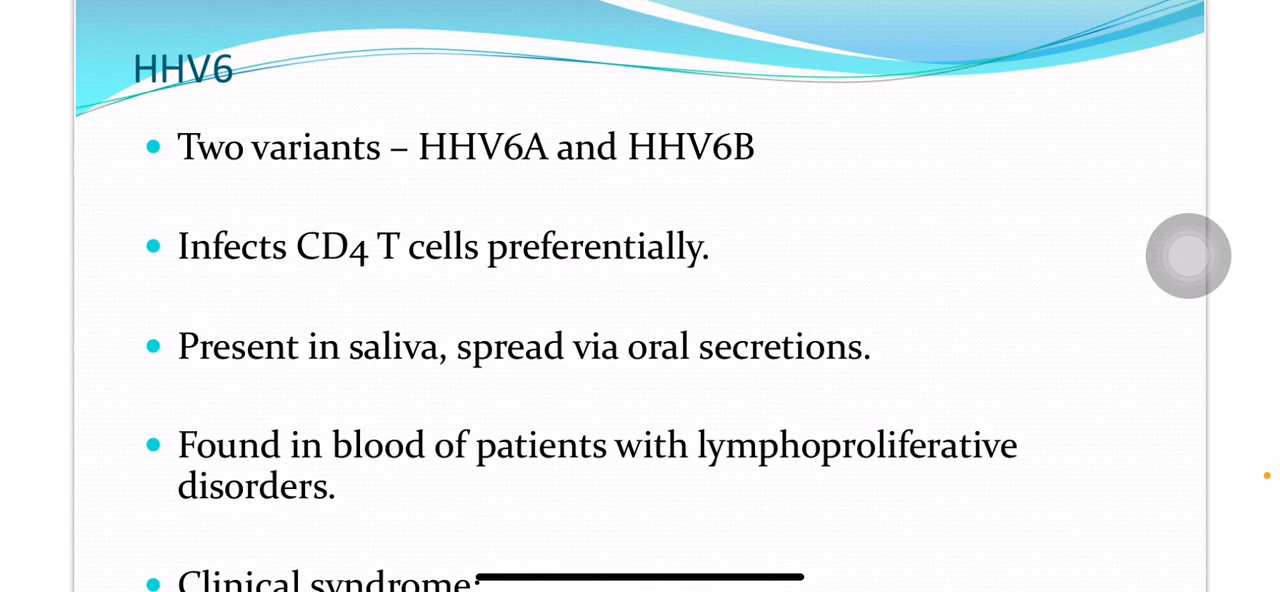 HHV6
• Two variants – HHV6A and HHV6B
• Infects CD4 T cells preferentially.
• Present in saliva, spread via oral secretions.
• Found in blood of patients with lymphoproliferative
disorders.
• Clinical syndrome: